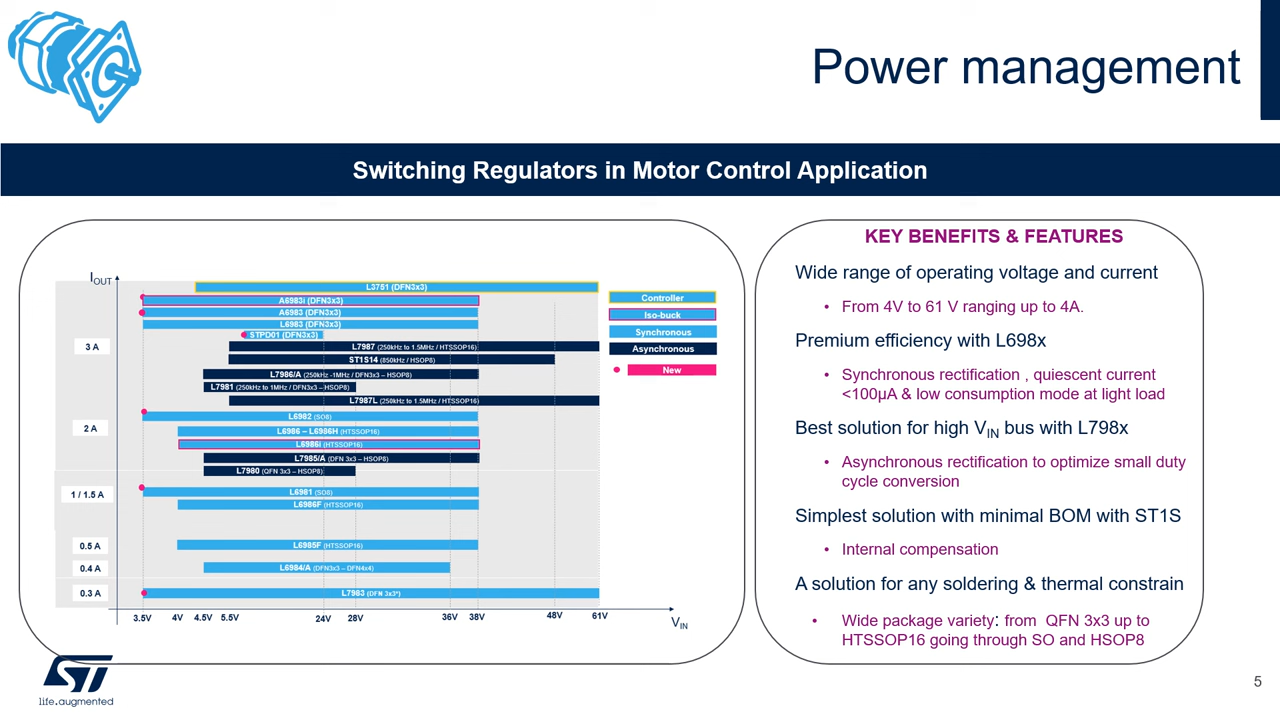 Power management
Switching Regulators in Motor Control Application
IOUT
L3751 (DFN3x3)
A6983i (DFN3x3)
A6983 (DFN3x3)
L6983 (DFN3x3)
STPD01 (DFN3x3)
3 A
L7987 (250kHz to 1.5MHz / HTSSOP16)
ST1S14 (850kHz / HSOP8)
L7986/A (250kHz -1MHz / DFN3x3 – HSOP8)
L7981 (250kHz to 1MHz / DFN3x3 – HSOP8)
L7987L (250kHz to 1.5MHz / HTSSOP16)
L6982 (SO8)
2 A
L6986 – L6986H (HTSSOP16)
L6986i (HTSSOP16)
L7985/A (DFN 3x3 – HSOP8)
L7980 (QFN 3x3 – HSOP8)
1 / 1.5 A
L6981 (SO8)
L6986F (HTSSOP16)
0.5 A
L6985F (HTSSOP16)
0.4 A
L6984/A (DFN3x3 – DFN4x4)
0.3 A
L7983 (DFN 3x3*)
3.5V 4V 4.5V 5.5V 24V 28V 36V 38V 48V 61V
VIN
Controller
Iso-buck
Synchronous
Asynchronous
New
KEY BENEFITS & FEATURES
Wide range of operating voltage and current
• From 4V to 61 V ranging up to 4A.
Premium efficiency with L698x
• Synchronous rectification , quiescent current
<100µA & low consumption mode at light load
Best solution for high VIN bus with L798x
• Asynchronous rectification to optimize small duty
cycle conversion
Simplest solution with minimal BOM with ST1S
• Internal compensation
A solution for any soldering & thermal constrain
• Wide package variety: from QFN 3x3 up to
HTSSOP16 going through SO and HSOP8
ST
life.augmented
5